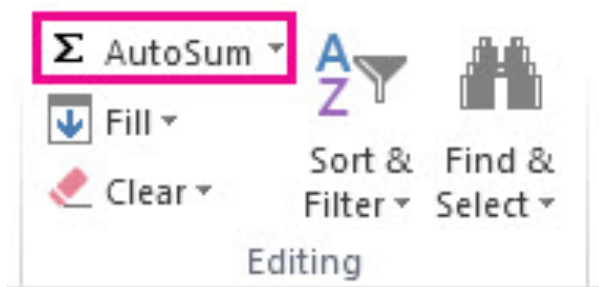 Σ AutoSum
Fill
Clear
A
Z
Sort &
Filter
Find &
Select
Editing